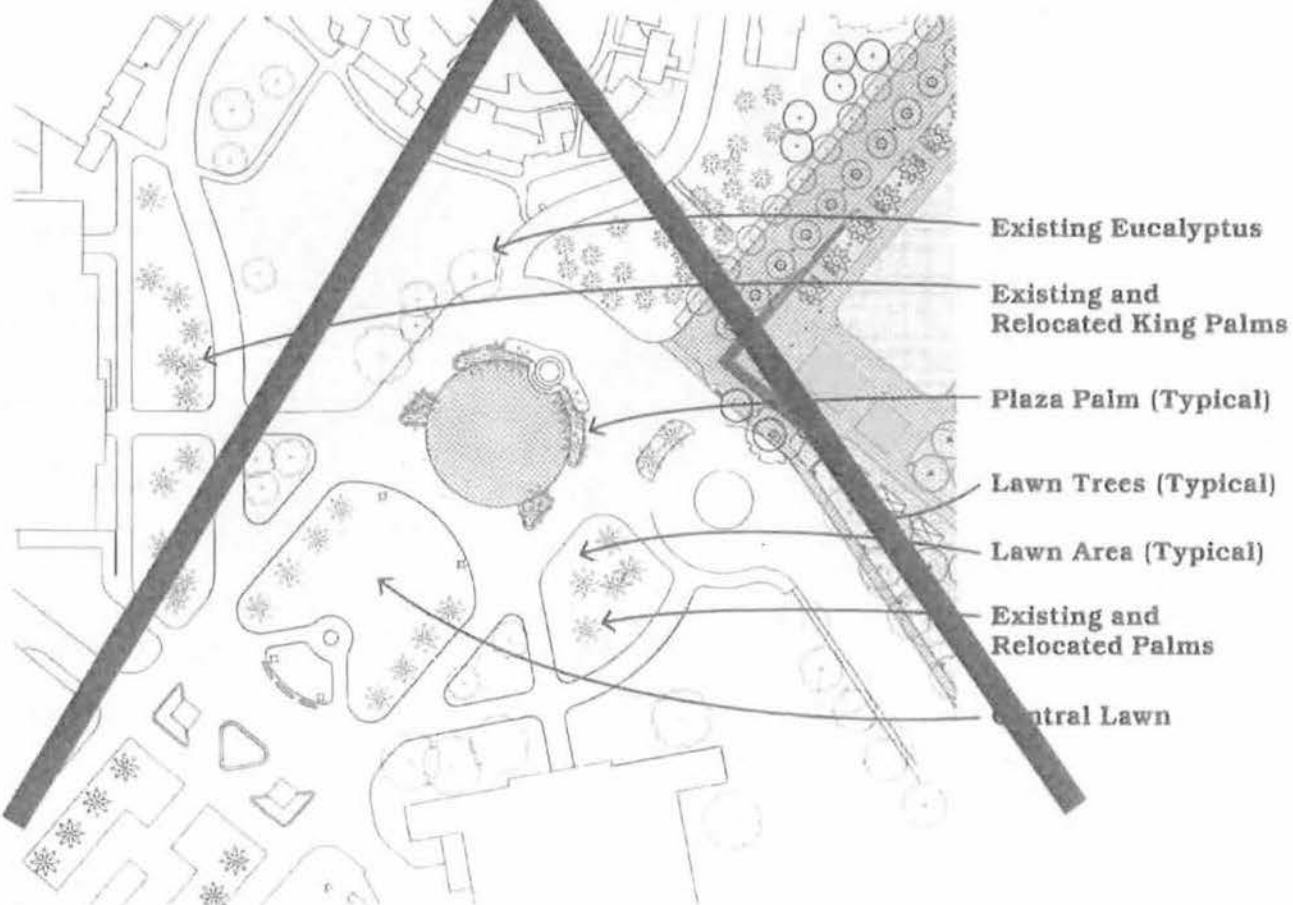 Existing Eucalyptus
Existing and
Relocated King Palms
Plaza Palm (Typical)
Lawn Trees (Typical)
Lawn Area (Typical)
Existing and
Relocated Palms
Central Lawn